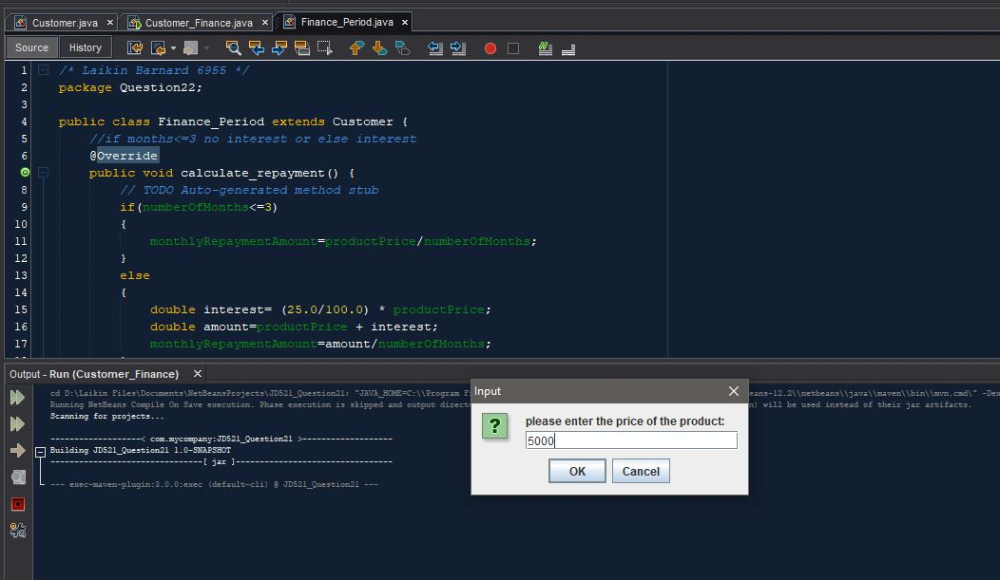 Customer.java × Customer_Finance.java × Finance_Period.java ×
Source History
1 /* Laikin Barnard 6955 */
2 package Question22;
3
4 public class Finance_Period extends Customer {
5 //if months<=3 no interest or else interest
6 @Override
public void calculate_repayment() {
8 // TODO Auto-generated method stub
9 if(numberOfMonths<=3)
10 {
11 monthlyRepaymentAmount=productPrice/numberOfMonths;
12 }
13 else
14 {
15 double interest= (25.0/100.0) * productPrice;
16 double amount=productPrice + interest;
17 monthlyRepaymentAmount=amount/numberOfMonths;
Output - Run (Customer_Finance) ×
cd D:\Laikin Files\Documents\NetBeansProjects\JD521_Question21; "JAVA_HOME=C:\\Program F
eans-12.2\\netbeans\\java\\maven\\bin\\mvn.cmd\"
Running NetBeans Compile On Save execution. Phase execution is skipped and output direc
) will be used instead of their jar artifacts.
Scanning for projects...
--------------------< com.mycompany:JD521_Question21 >--------------------
Building JD521_Question21 1.0-SNAPSHOT
--------------------------------[ jar ]---------------------------------
--- exec-maven-plugin:3.0.0:exec (default-cli) @ JD521_Question21 ---
Input
please enter the price of the product:
5000
OK Cancel